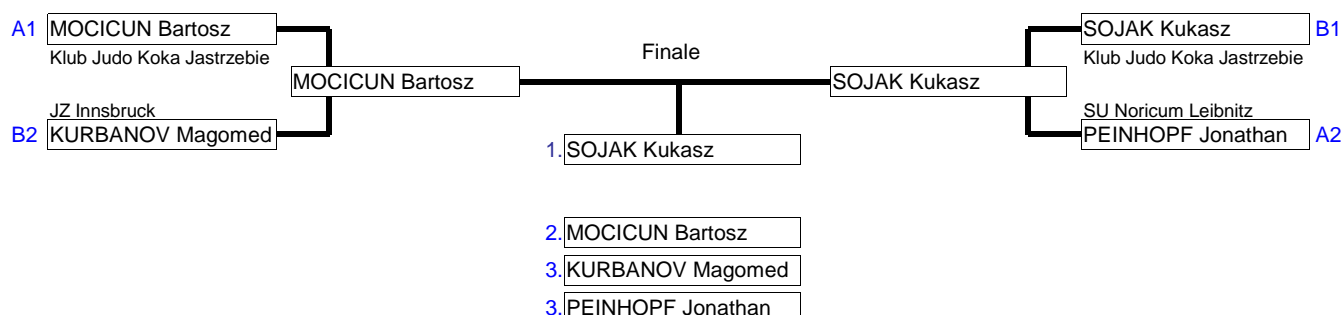 A1 MOCICUN Bartosz
Klub Judo Koka Jastrzebie
MOCICUN Bartosz
JZ Innsbruck
B2 KURBANOV Magomed
Finale
SOJAK Kukasz B1
Klub Judo Koka Jastrzebie
SOJAK Kukasz
SU Noricum Leibnitz
PEINHOPF Jonathan A2
1. SOJAK Kukasz
2. MOCICUN Bartosz
3. KURBANOV Magomed
3. PEINHOPF Jonathan